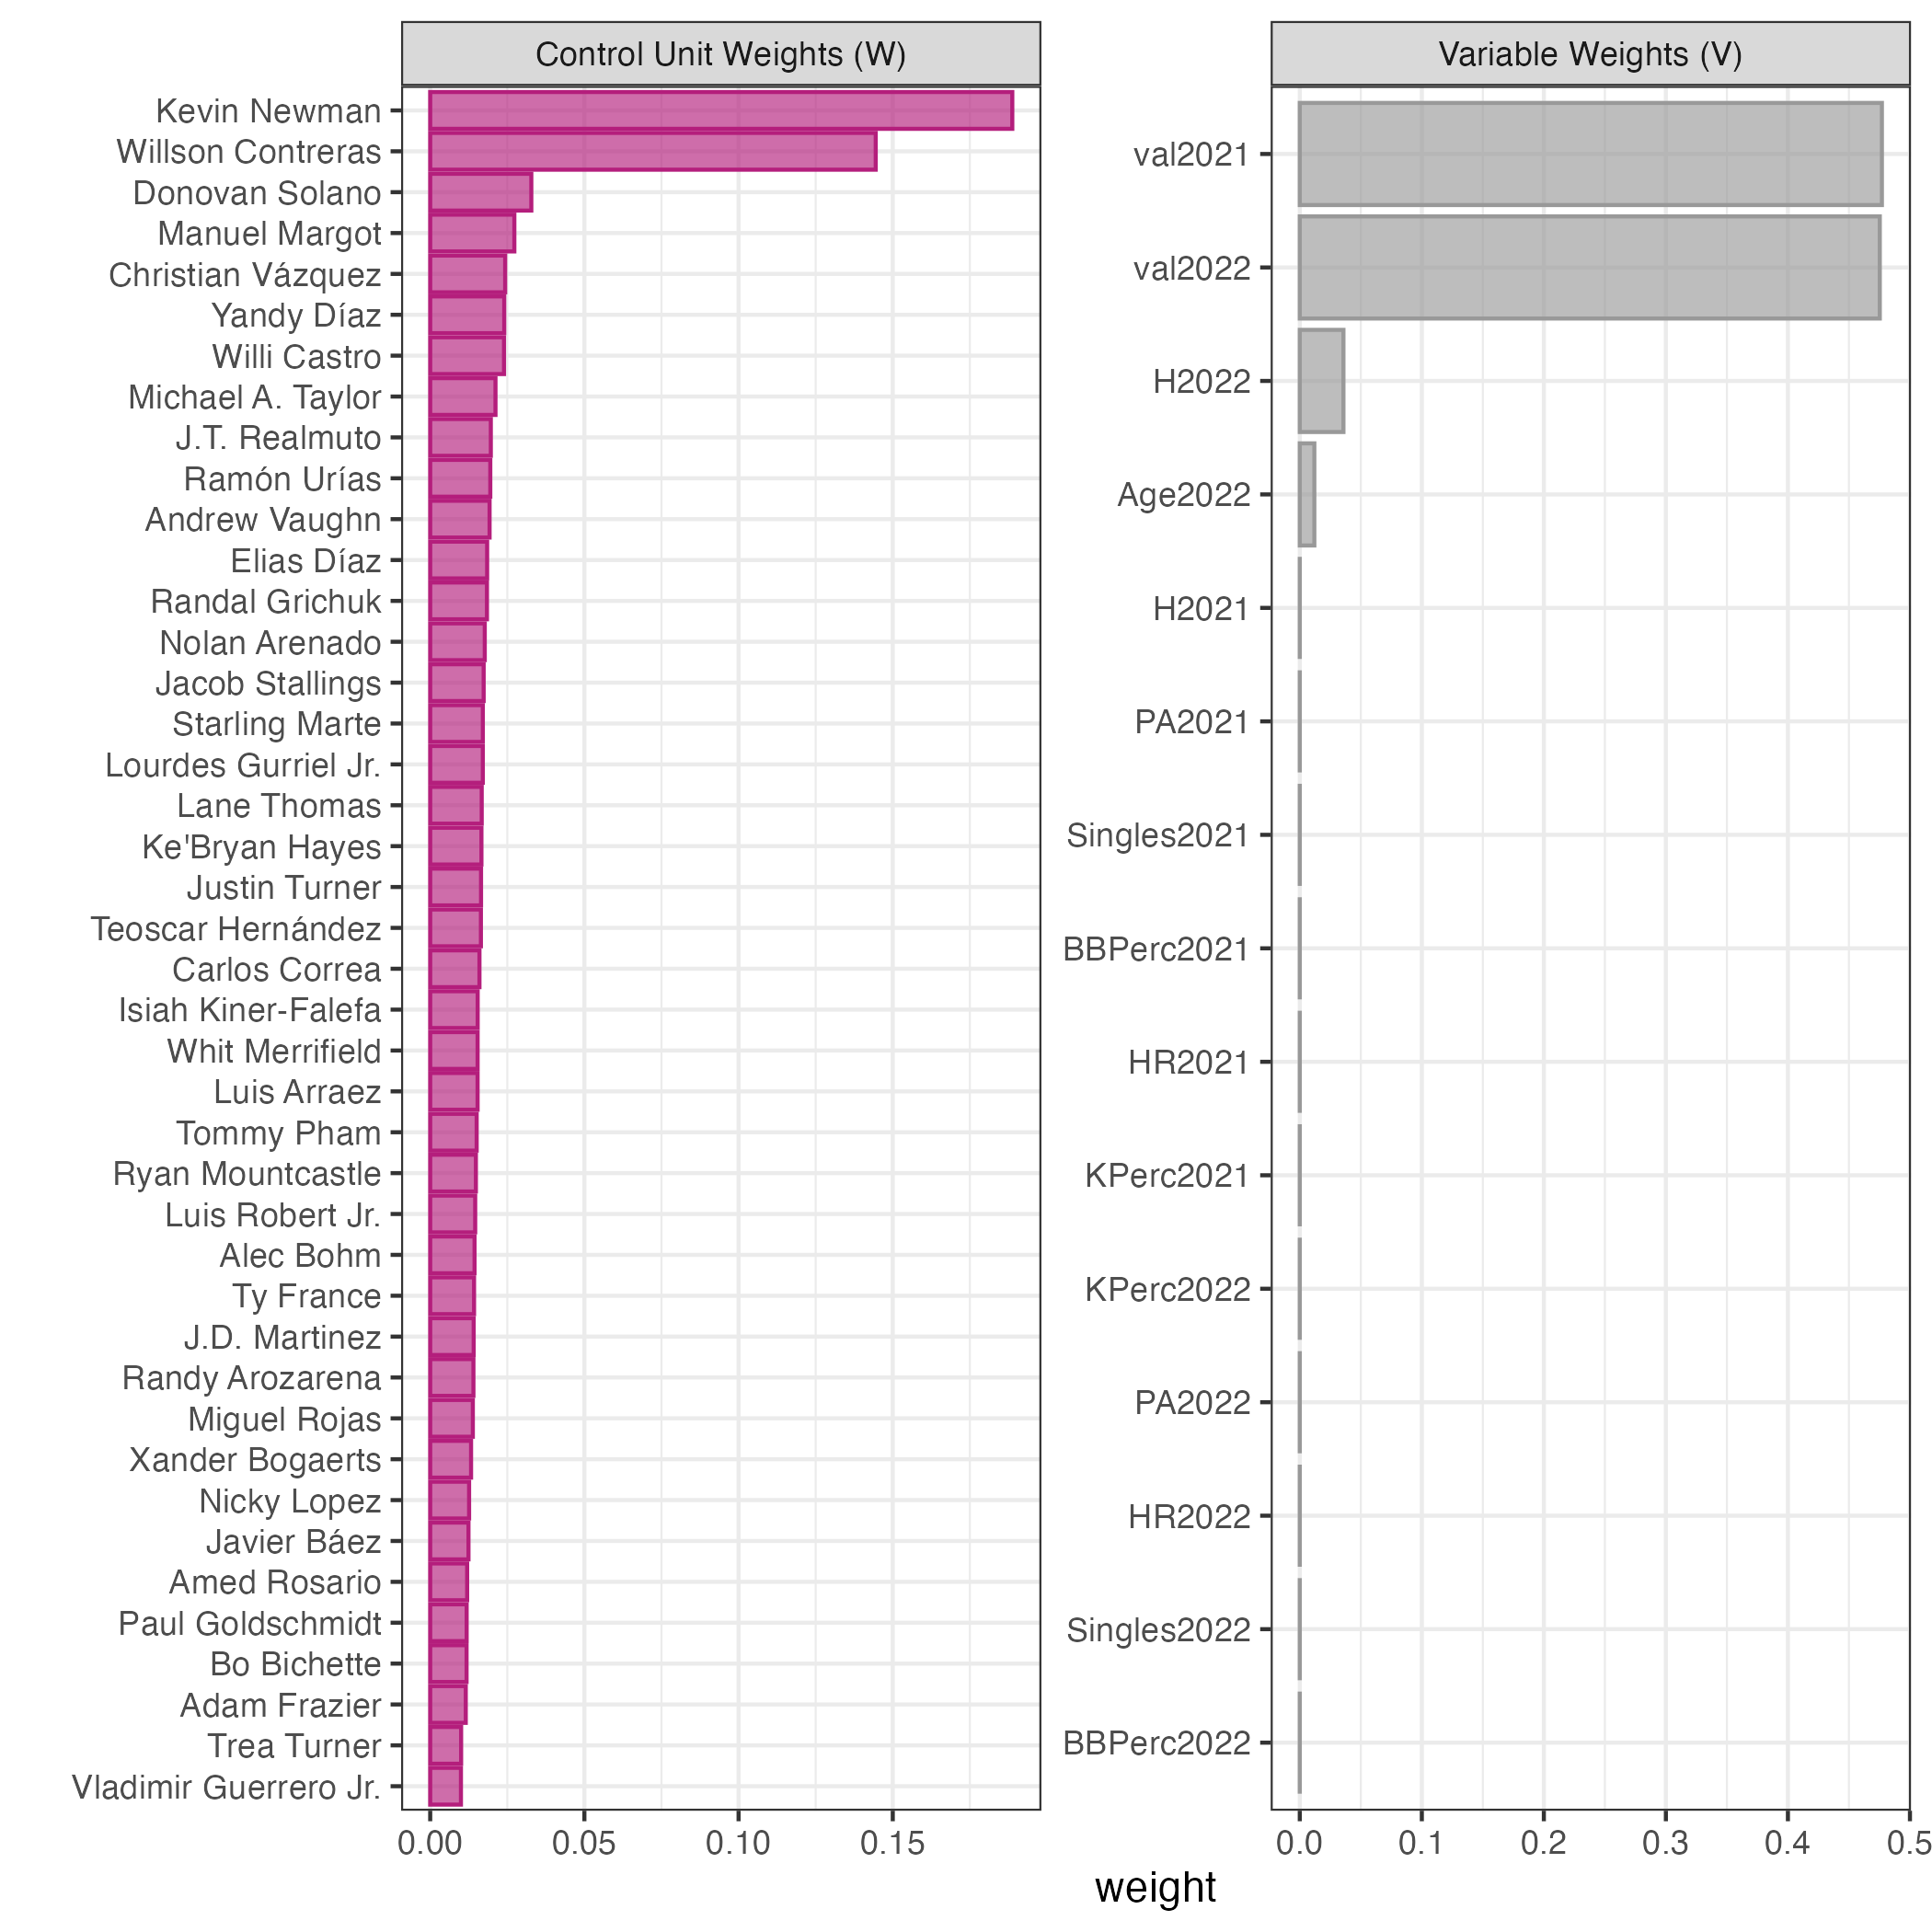 Control Unit Weights (W)
Kevin Newman
Willson Contreras
Donovan Solano
Manuel Margot
Christian Vázquez
Yandy Díaz
Willi Castro
Michael A. Taylor
J.T. Realmuto
Ramón Urías
Andrew Vaughn
Elias Díaz
Randal Grichuk
Nolan Arenado
Jacob Stallings
Starling Marte
Lourdes Gurriel Jr.
Lane Thomas
Ke'Bryan Hayes
Justin Turner
Teoscar Hernández
Carlos Correa
Isiah Kiner-Falefa
Whit Merrifield
Luis Arraez
Tommy Pham
Ryan Mountcastle
Luis Robert Jr.
Alec Bohm
Ty France
J.D. Martinez
Randy Arozarena
Miguel Rojas
Xander Bogaerts
Nicky Lopez
Javier Báez
Amed Rosario
Paul Goldschmidt
Bo Bichette
Adam Frazier
Trea Turner
Vladimir Guerrero Jr.
0.00 0.05 0.10 0.15
Variable Weights (V)
val2021
val2022
H2022
Age2022
H2021
PA2021
Singles2021
BBPerc2021
HR2021
KPerc2021
KPerc2022
PA2022
HR2022
Singles2022
BBPerc2022
0.0 0.1 0.2 0.3 0.4 0.5
weight